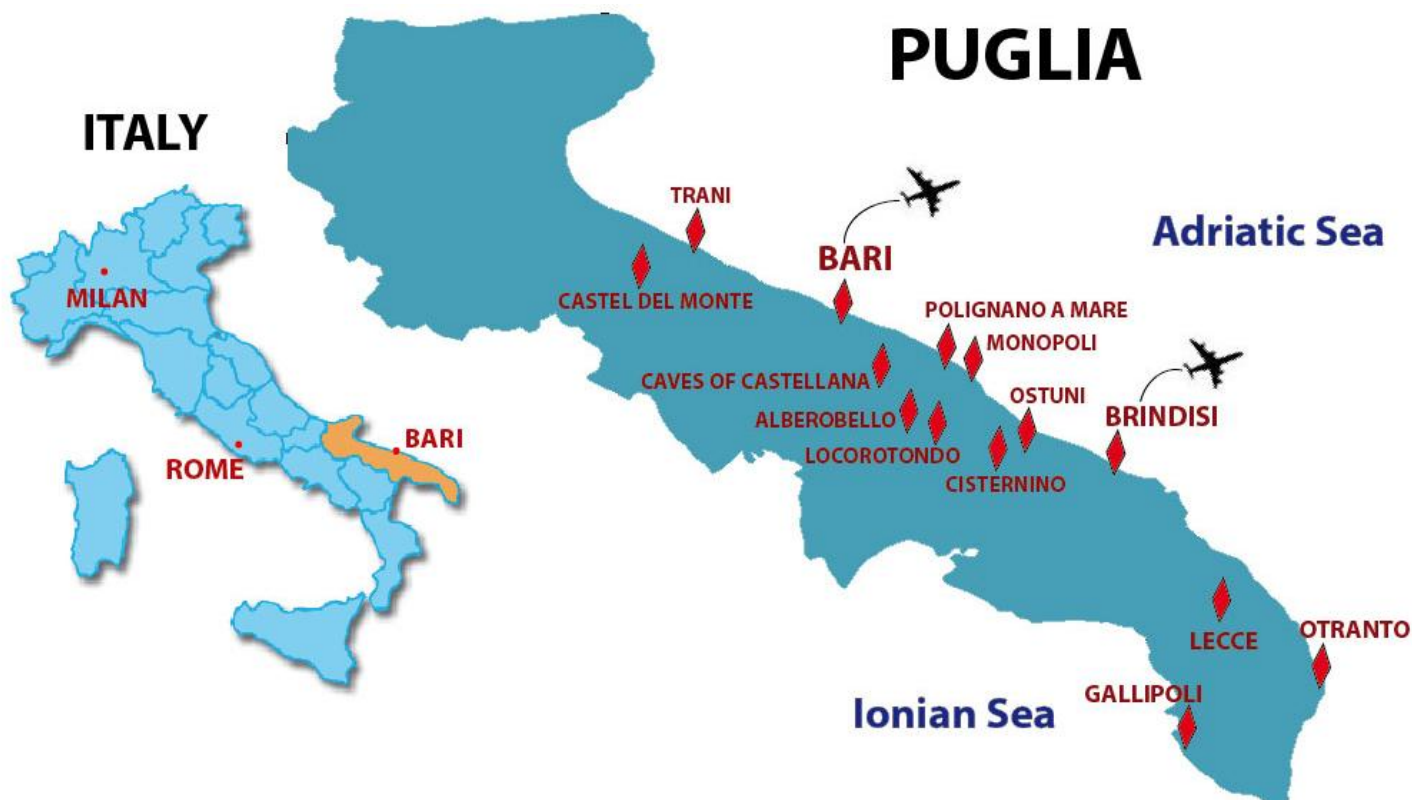 PUGLIA
ITALY
MILAN
ROME
BARI
TRANI
BARI
Adriatic Sea
CASTEL DEL MONTE
POLIGNANO A MARE
MONOPOLI
CAVES OF CASTELLANA
OSTUNI
ALBEROBELLO
BRINDISI
LOCOROTONDO
CISTERNINO
LECCE
OTRANTO
GALLIPOLI
Ionian Sea